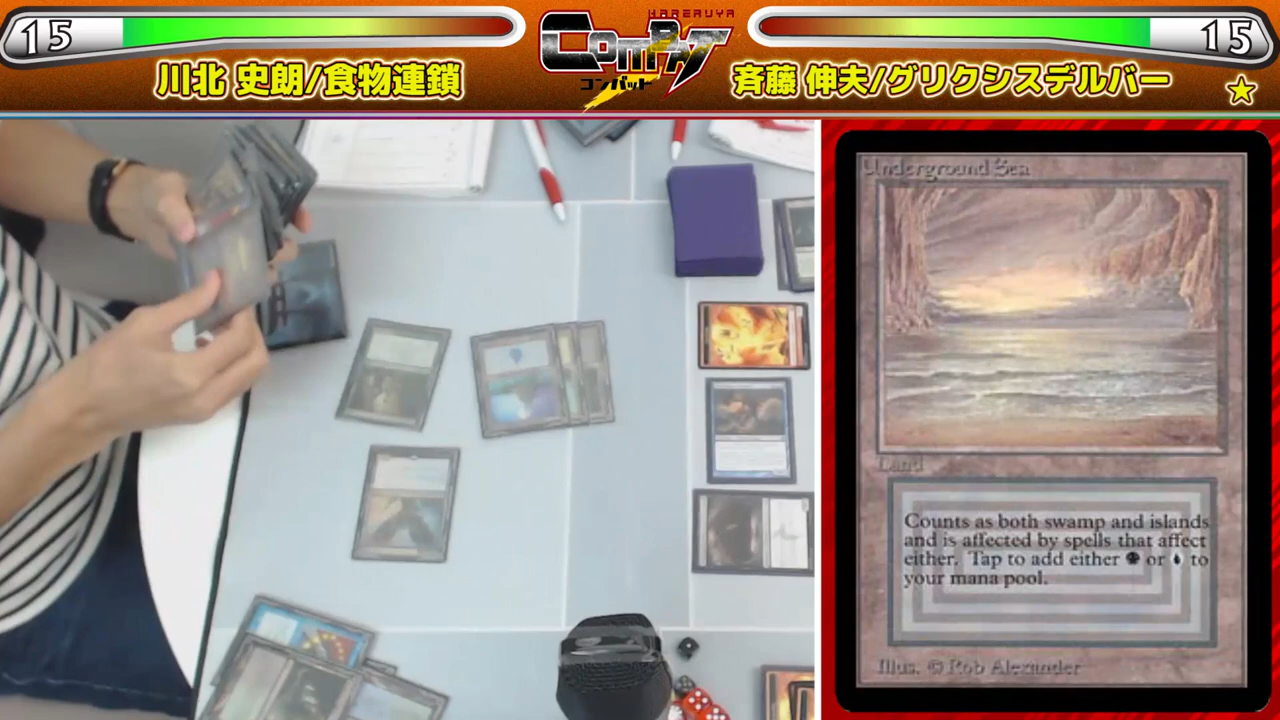 15
川北 史朗/食物連鎖
HARERUYA
COMBAT
コンバット
15
斉藤 伸夫/グリクシスデルバー
Underground Sea
Land
Counts as both swamp and islands
and is affected by spells that affect
either. Tap to add either or to
your mana pool.
Illus. © Rob Alexander